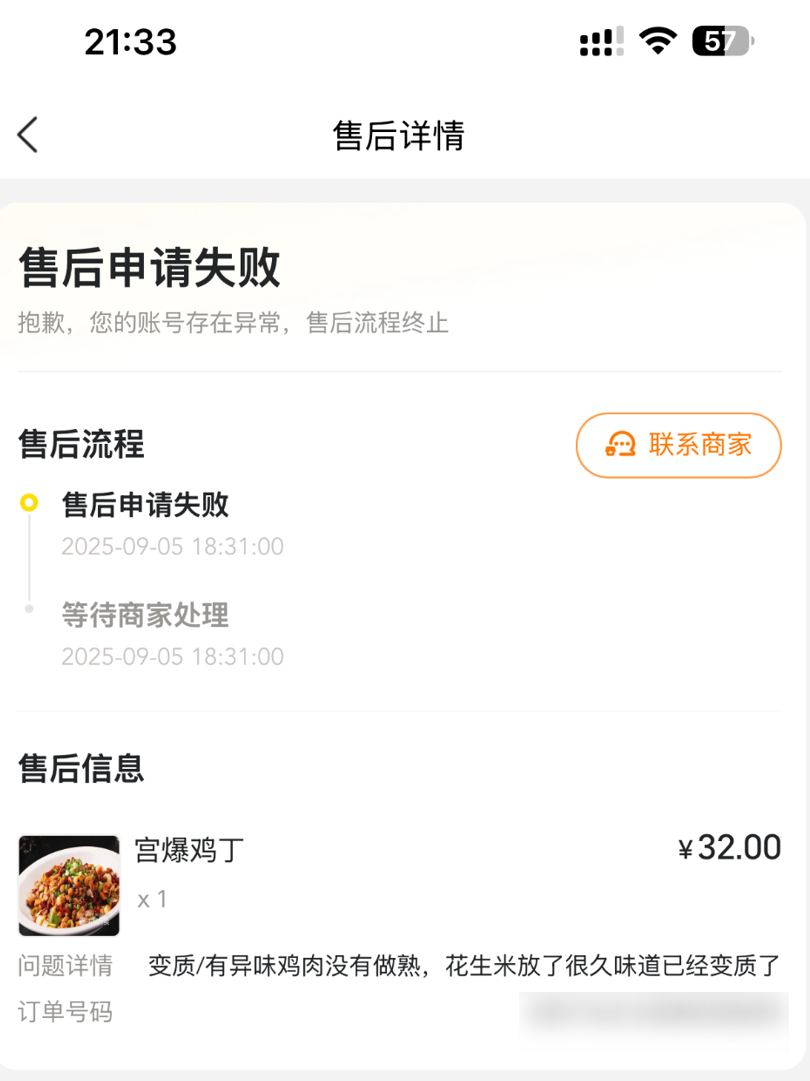 21:33
57
售后详情
售后申请失败
抱歉，您的账号存在异常，售后流程终止
售后流程
联系商家
售后申请失败
2025-09-05 18:31:00
等待商家处理
2025-09-05 18:31:00
售后信息
宫爆鸡丁
¥32.00
x 1
问题详情 变质/有异味鸡肉没有做熟，花生米放了很久味道已经变质了
订单号码